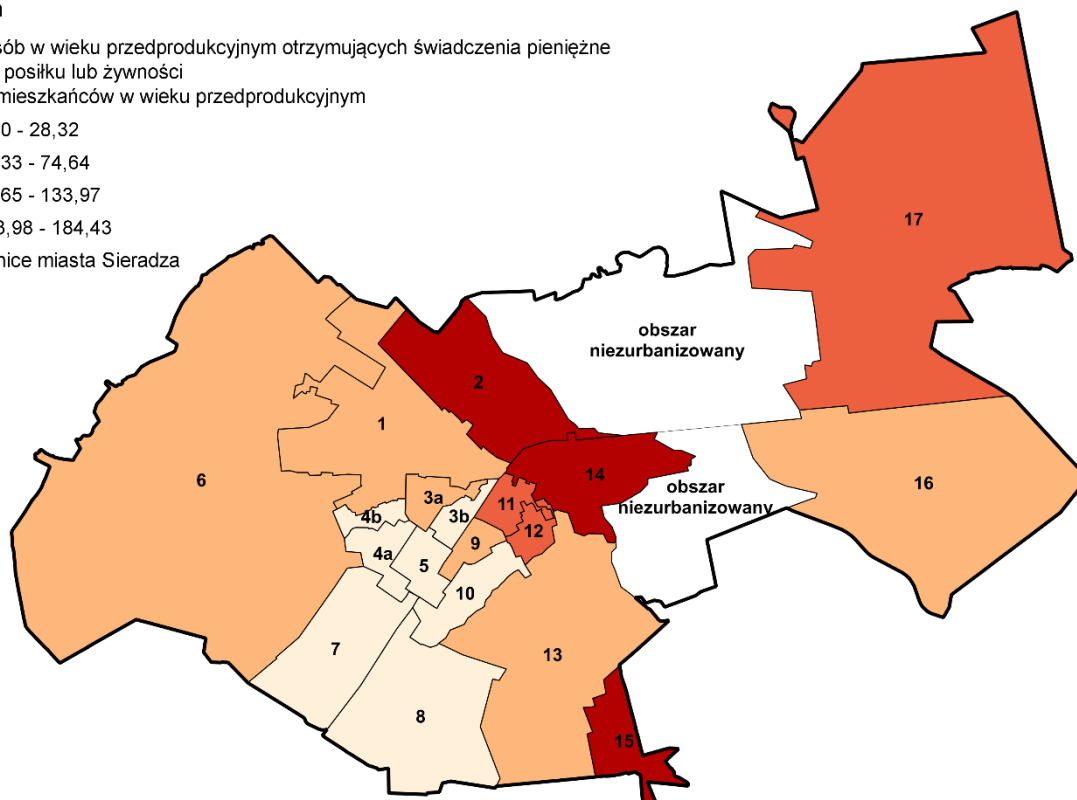 sób w wieku przedprodukcyjnym otrzymujących świadczenia pieniężne
posiłku lub żywności
mieszkańców w wieku przedprodukcyjnym
0 - 28,32
33 - 74,64
65 - 133,97
3,98 - 184,43
nice miasta Sieradza
17
obszar
niezurbanizowany
2
1
6
14
16
3a
obszar
niezurbanizowany
11
4b
3b
12
9
4a
5
10
7
13
8
15